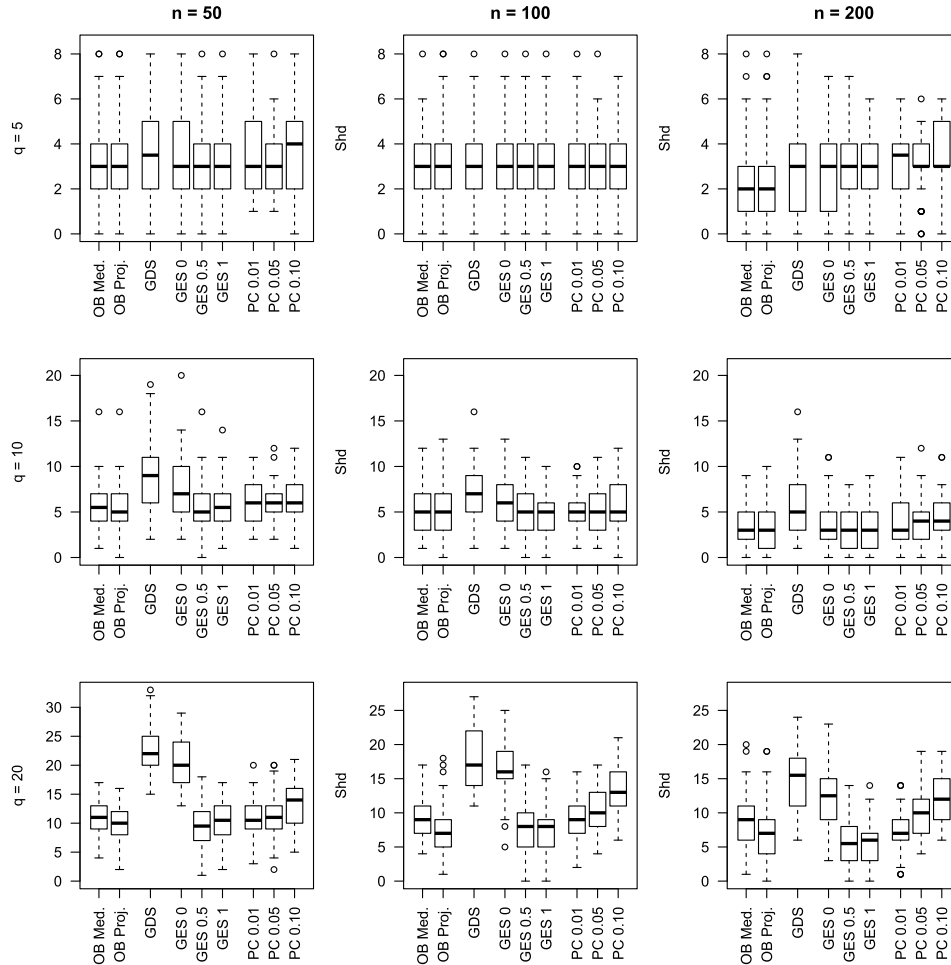 n = 50
n = 100
n = 200
q = 5
8
6
4
2
0
OB Med.
OB Proj.
GDS
GES 0
GES 0.5
GES 1
PC 0.01
PC 0.05
PC 0.10
Shd
8
6
4
2
0
OB Med.
OB Proj.
GDS
GES 0
GES 0.5
GES 1
PC 0.01
PC 0.05
PC 0.10
Shd
8
6
4
2
0
OB Med.
OB Proj.
GDS
GES 0
GES 0.5
GES 1
PC 0.01
PC 0.05
PC 0.10
q = 10
20
15
10
5
0
OB Med.
OB Proj.
GDS
GES 0
GES 0.5
GES 1
PC 0.01
PC 0.05
PC 0.10
Shd
20
15
10
5
0
OB Med.
OB Proj.
GDS
GES 0
GES 0.5
GES 1
PC 0.01
PC 0.05
PC 0.10
Shd
20
15
10
5
0
OB Med.
OB Proj.
GDS
GES 0
GES 0.5
GES 1
PC 0.01
PC 0.05
PC 0.10
q = 20
30
25
20
15
10
5
0
OB Med.
OB Proj.
GDS
GES 0
GES 0.5
GES 1
PC 0.01
PC 0.05
PC 0.10
Shd
25
20
15
10
5
0
OB Med.
OB Proj.
GDS
GES 0
GES 0.5
GES 1
PC 0.01
PC 0.05
PC 0.10
Shd
25
20
15
10
5
0
OB Med.
OB Proj.
GDS
GES 0
GES 0.5
GES 1
PC 0.01
PC 0.05
PC 0.10